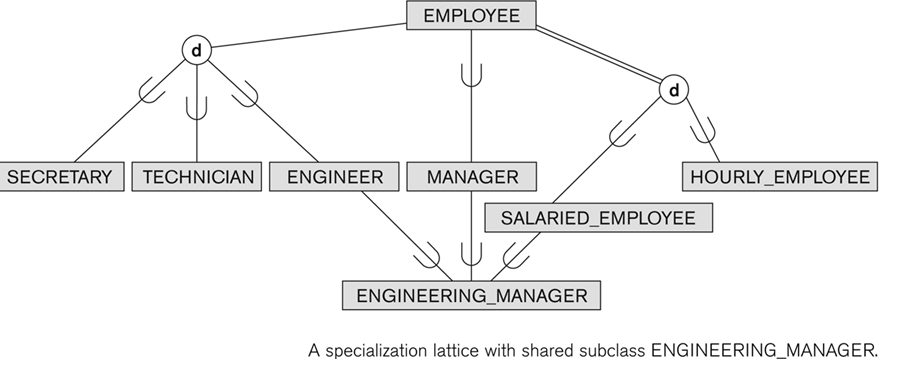 EMPLOYEE
d
d
SECRETARY
TECHNICIAN
ENGINEER
MANAGER
HOURLY_EMPLOYEE
SALARIED_EMPLOYEE
ENGINEERING_MANAGER
A specialization lattice with shared subclass ENGINEERING_MANAGER.